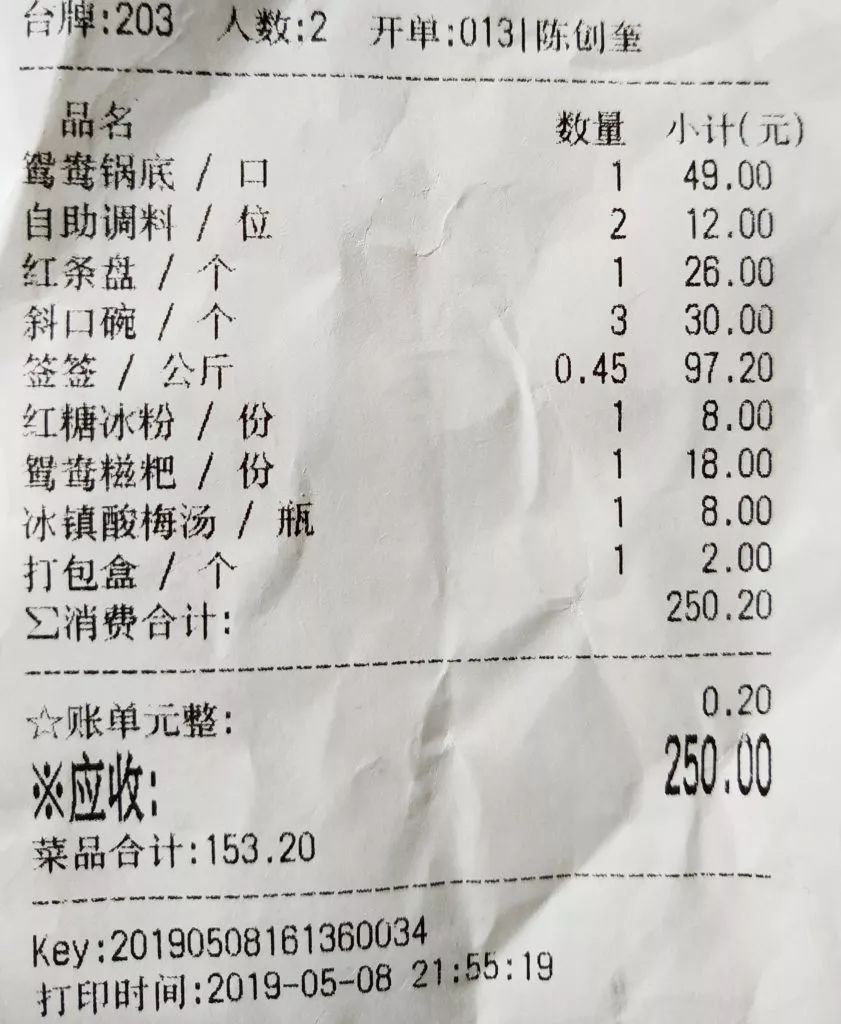 台牌:203 人数:2 开单:013|陈创奎
品名 数量 小计(元)
鸳鸯锅底 / 口 1 49.00
自助调料 / 位 2 12.00
红条盘 / 个 1 26.00
斜口碗 / 个 3 30.00
签签 / 公斤 0.45 97.20
红糖冰粉 / 份 1 8.00
鸳鸯糍粑 / 份 1 18.00
冰镇酸梅汤 / 瓶 1 8.00
打包盒 / 个 1 2.00
∑消费合计: 250.20
☆账单元整: 0.20
※应收: 250.00
菜品合计:153.20
Key:20190508161360034
打印时间:2019-05-08 21:55:19